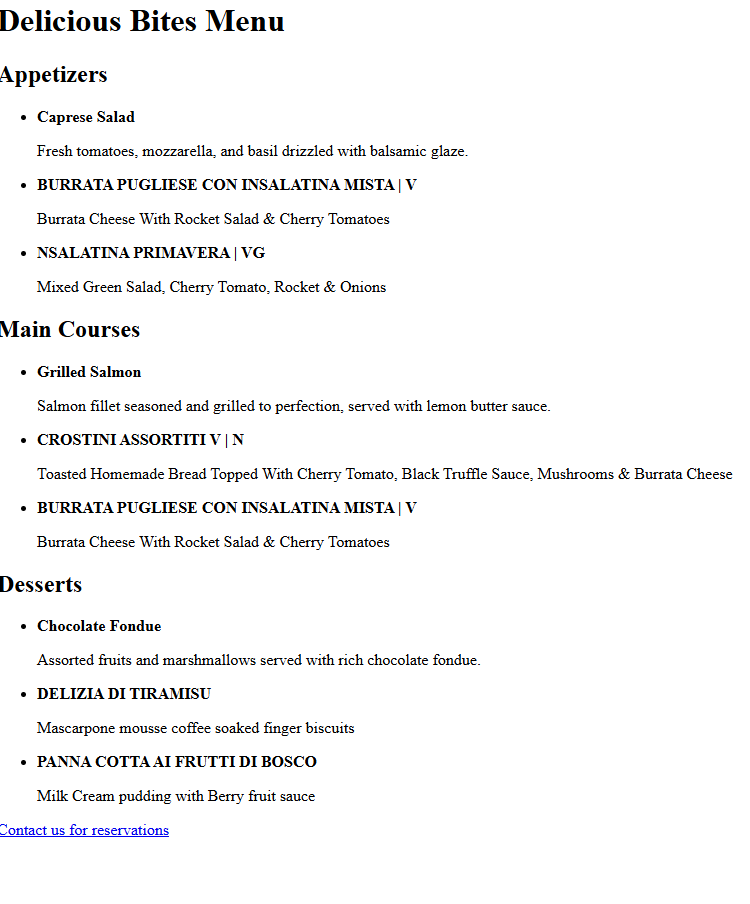 Delicious Bites Menu
Appetizers
Caprese Salad
Fresh tomatoes, mozzarella, and basil drizzled with balsamic glaze.
BURRATA PUGLIESE CON INSALATINA MISTA | V
Burrata Cheese With Rocket Salad & Cherry Tomatoes
NSALATINA PRIMAVERA | VG
Mixed Green Salad, Cherry Tomato, Rocket & Onions
Main Courses
Grilled Salmon
Salmon fillet seasoned and grilled to perfection, served with lemon butter sauce.
CROSTINI ASSORTITI V | N
Toasted Homemade Bread Topped With Cherry Tomato, Black Truffle Sauce, Mushrooms & Burrata Cheese
BURRATA PUGLIESE CON INSALATINA MISTA | V
Burrata Cheese With Rocket Salad & Cherry Tomatoes
Desserts
Chocolate Fondue
Assorted fruits and marshmallows served with rich chocolate fondue.
DELIZIA DI TIRAMISU
Mascarpone mousse coffee soaked finger biscuits
PANNA COTTA AI FRUTTI DI BOSCO
Milk Cream pudding with Berry fruit sauce
Contact us for reservations